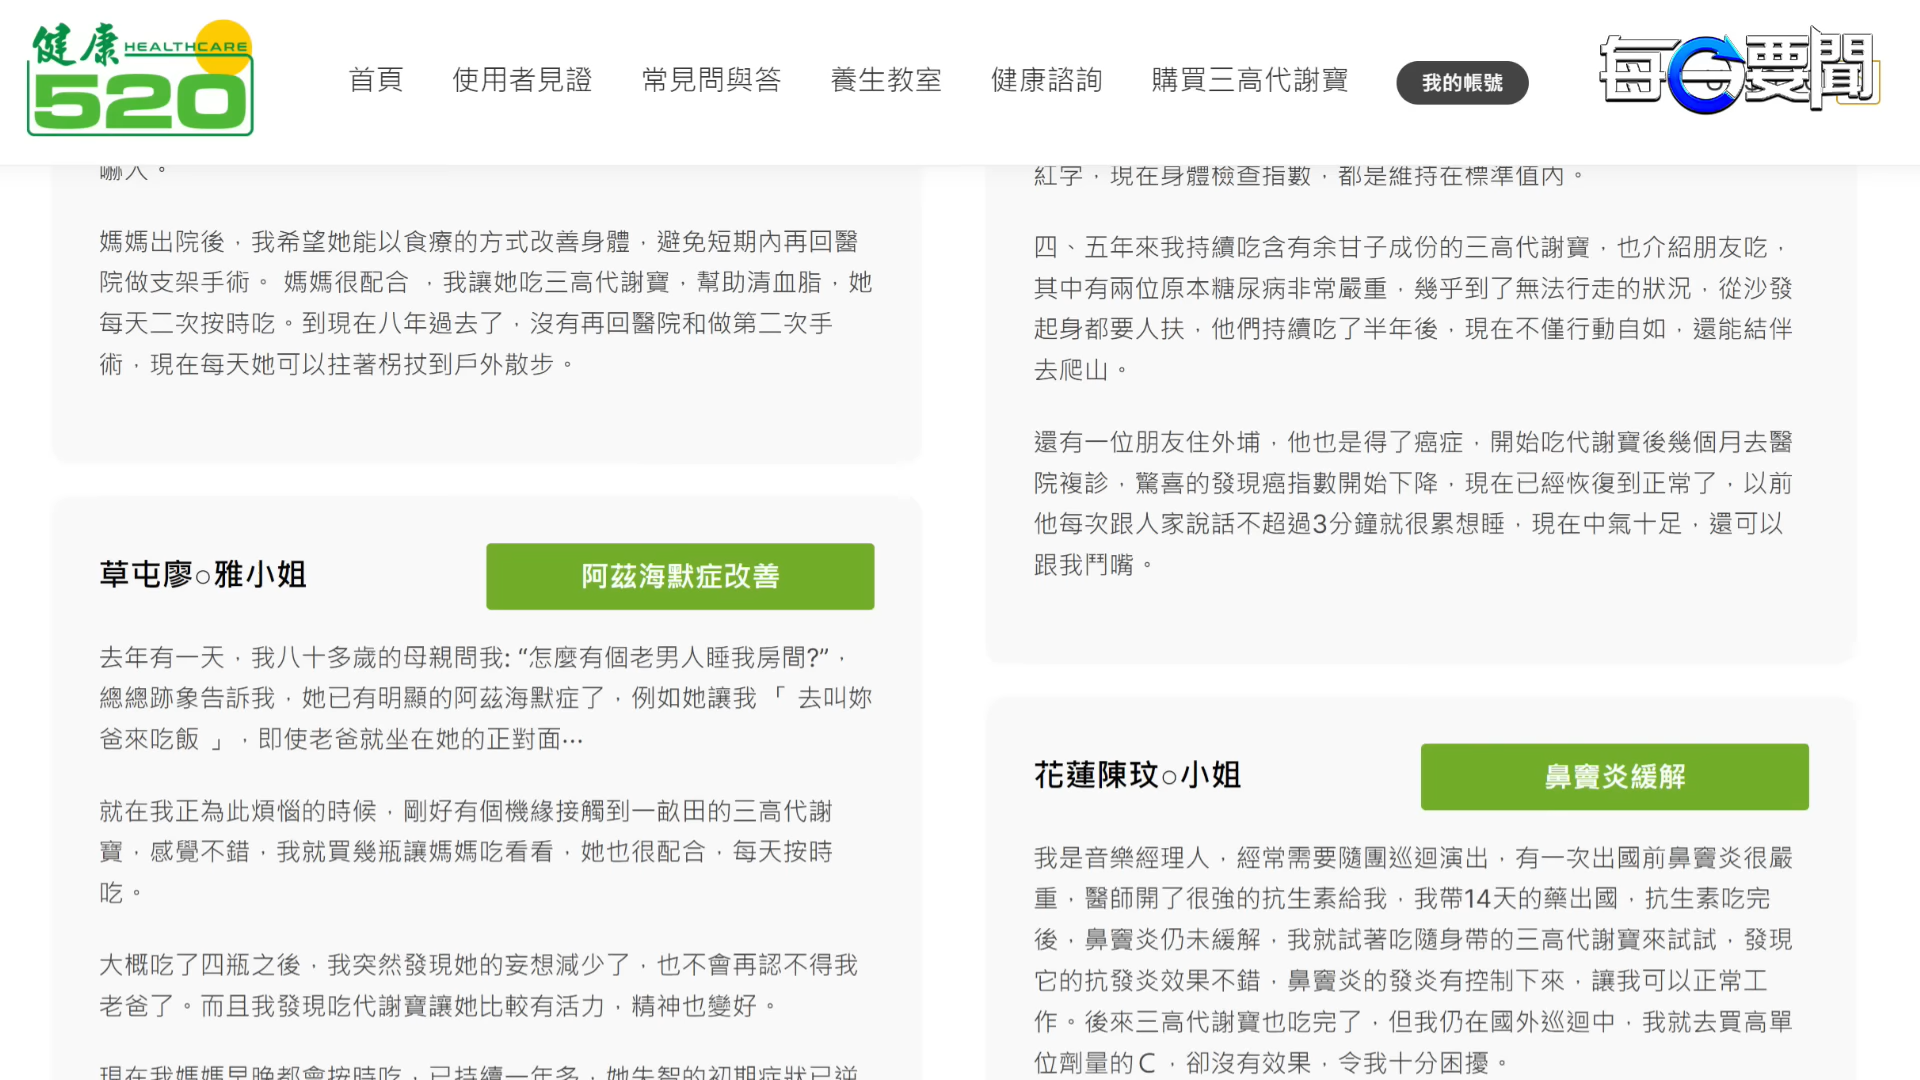 健康 HEALTHCARE
520
首頁 使用者見證 常見問與答 養生教室 健康諮詢 購買三高代謝寶 我的帳號
每日要聞
嚇人。
媽媽出院後，我希望她能以食療的方式改善身體，避免短期內再回醫
院做支架手術。 媽媽很配合 ，我讓她吃三高代謝寶，幫助清血脂，她
每天二次按時吃。到現在八年過去了，沒有再回醫院和做第二次手
術，現在每天她可以拄著柺扙到戶外散步。
草屯廖○雅小姐
阿茲海默症改善
去年有一天，我八十多歲的母親問我: “怎麼有個老男人睡我房間?”，
總總跡象告訴我，她已有明顯的阿茲海默症了，例如她讓我 「 去叫妳
爸來吃飯 」，即使老爸就坐在她的正對面…
就在我正為此煩惱的時候，剛好有個機緣接觸到一畝田的三高代謝
寶，感覺不錯，我就買幾瓶讓媽媽吃看看，她也很配合，每天按時
吃。
大概吃了四瓶之後，我突然發現她的妄想減少了，也不會再認不得我
老爸了。而且我發現吃代謝寶讓她比較有活力，精神也變好。
現在我媽媽早晚都會按時吃，已持續一年多，她失智的初期症狀已逆
紅字，現在身體檢查指數，都是維持在標準值內。
四、五年來我持續吃含有余甘子成份的三高代謝寶，也介紹朋友吃，
其中有兩位原本糖尿病非常嚴重，幾乎到了無法行走的狀況，從沙發
起身都要人扶，他們持續吃了半年後，現在不僅行動自如，還能結伴
去爬山。
還有一位朋友住外埔，他也是得了癌症，開始吃代謝寶後幾個月去醫
院複診，驚喜的發現癌指數開始下降，現在已經恢復到正常了，以前
他每次跟人家說話不超過3分鐘就很累想睡，現在中氣十足，還可以
跟我鬥嘴。
花蓮陳玟○小姐
鼻竇炎緩解
我是音樂經理人，經常需要隨團巡迴演出，有一次出國前鼻竇炎很嚴
重，醫師開了很強的抗生素給我，我帶14天的藥出國，抗生素吃完
後，鼻竇炎仍未緩解，我就試著吃隨身帶的三高代謝寶來試試，發現
它的抗發炎效果不錯，鼻竇炎的發炎有控制下來，讓我可以正常工
作。後來三高代謝寶也吃完了，但我仍在國外巡迴中，我就去買高單
位劑量的C，卻沒有效果，令我十分困擾。